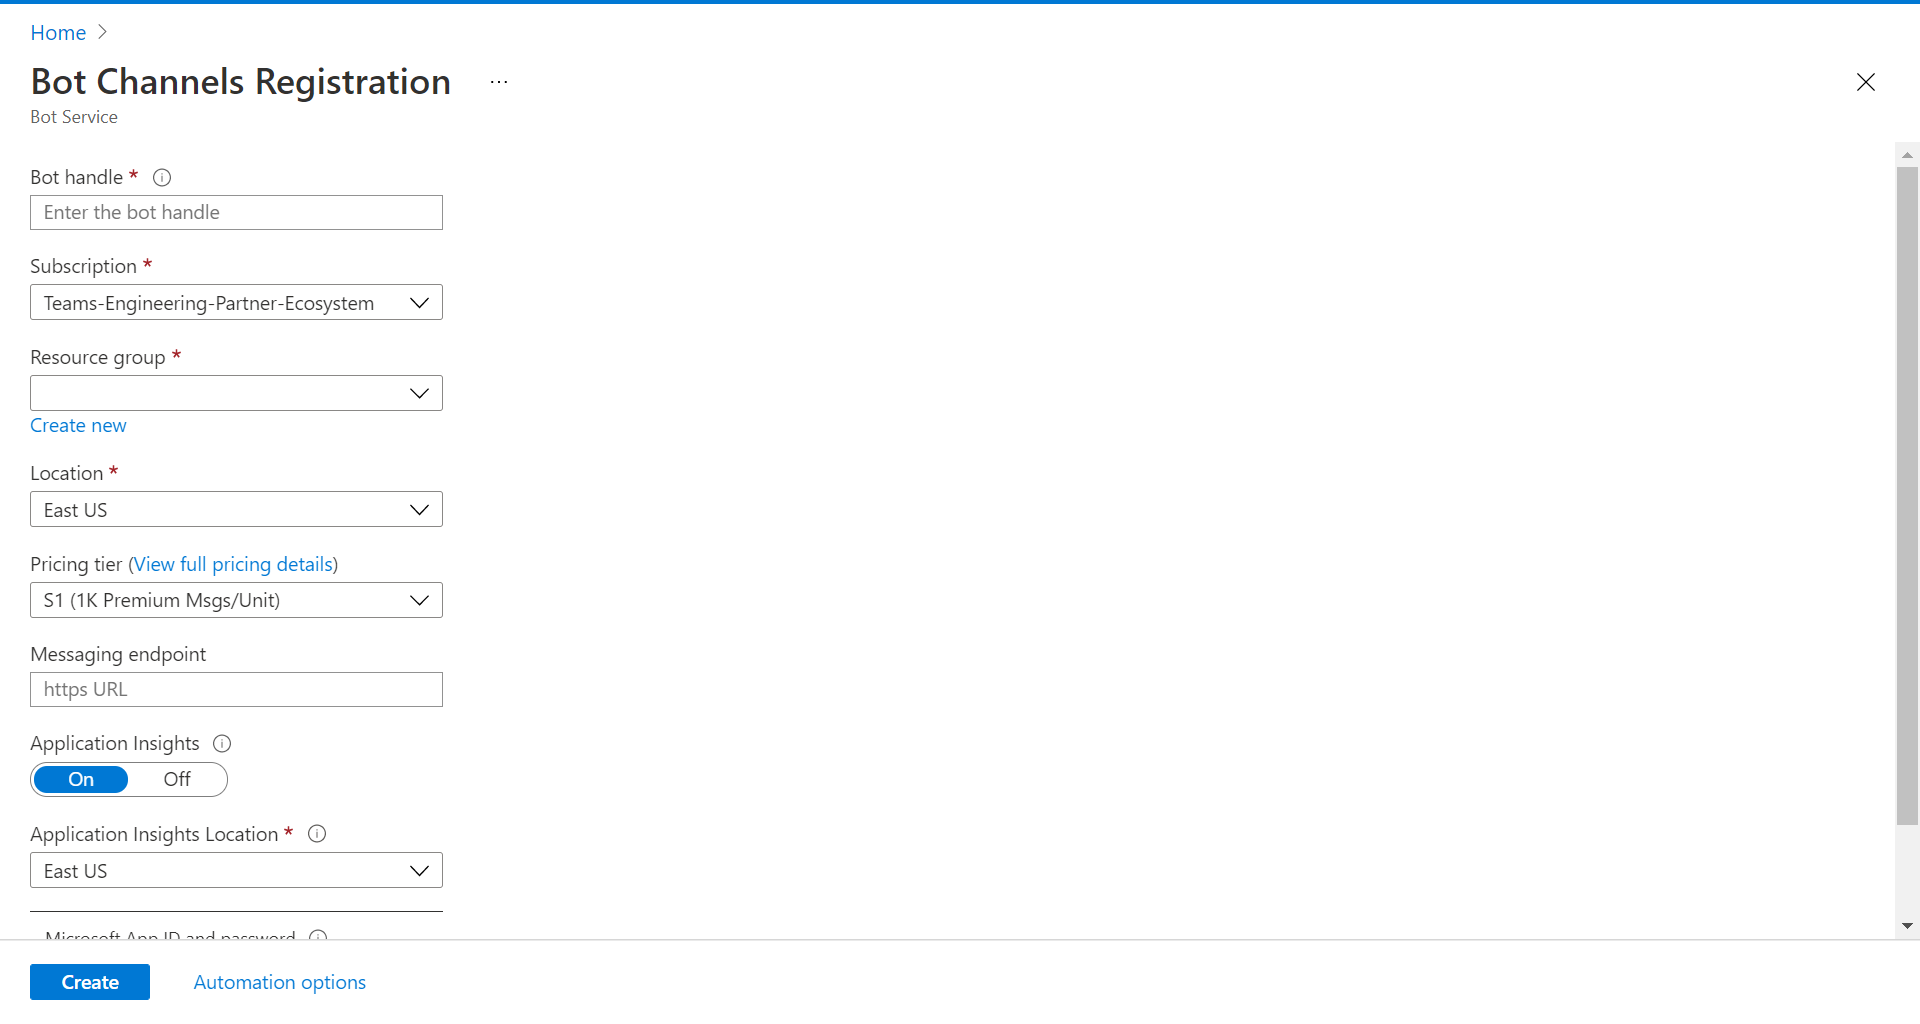 Home
Bot Channels Registration ...
Bot Service
Bot handle *
Enter the bot handle
Subscription *
Teams-Engineering-Partner-Ecosystem
Resource group *
Create new
Location *
East US
Pricing tier (View full pricing details)
S1 (1K Premium Msgs/Unit)
Messaging endpoint
https URL
Application Insights
On Off
Application Insights Location *
East US
Microsoft App ID and password
Create Automation options